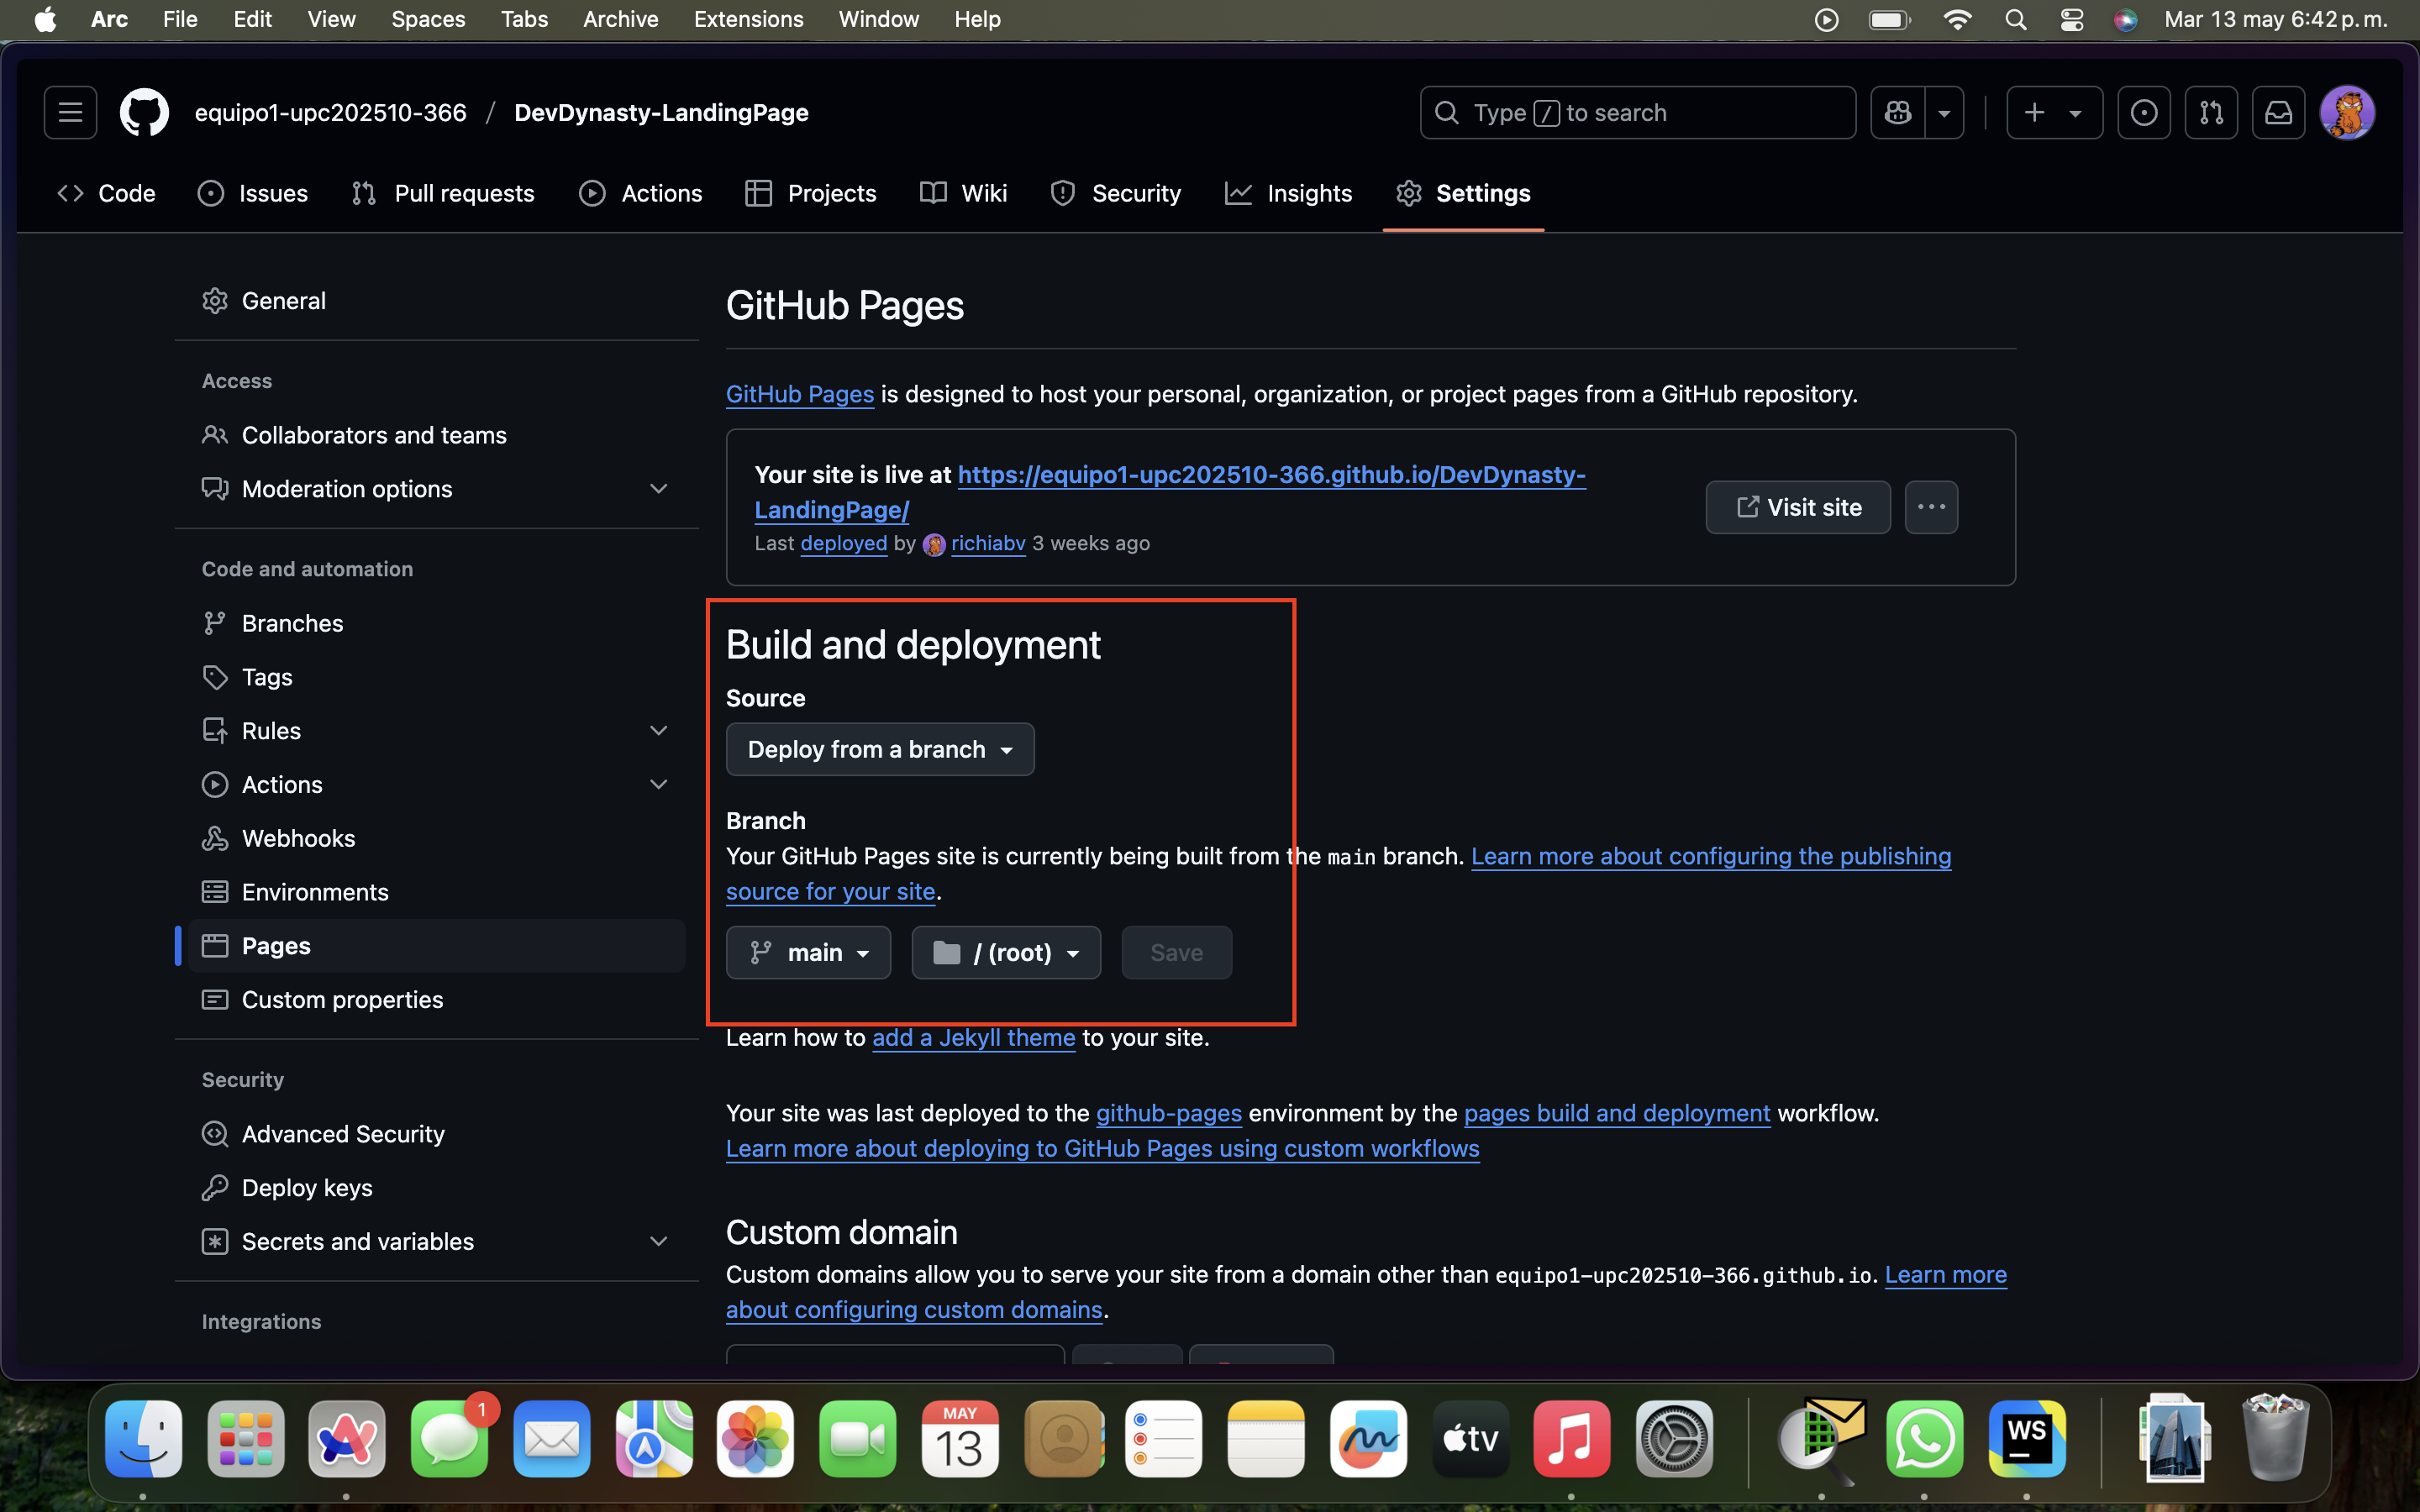 Arc File Edit View Spaces Tabs Archive Extensions Window Help Mar 13 may 6:42 p.m.
equipo1-upc202510-366 / DevDynasty-LandingPage Type / to search
Code Issues Pull requests Actions Projects Wiki Security Insights Settings
General
Access
Collaborators and teams
Moderation options
Code and automation
Branches
Tags
Rules
Actions
Webhooks
Environments
Pages
Custom properties
Security
Advanced Security
Deploy keys
Secrets and variables
Integrations
GitHub Pages
GitHub Pages is designed to host your personal, organization, or project pages from a GitHub repository.
Your site is live at https://equipo1-upc202510-366.github.io/DevDynasty-
LandingPage/
Last deployed by richiabv 3 weeks ago
Visit site
Build and deployment
Source
Deploy from a branch
Branch
Your GitHub Pages site is currently being built from the main branch. Learn more about configuring the publishing
source for your site.
main / (root) Save
Learn how to add a Jekyll theme to your site.
Your site was last deployed to the github-pages environment by the pages build and deployment workflow.
Learn more about deploying to GitHub Pages using custom workflows
Custom domain
Custom domains allow you to serve your site from a domain other than equipo1-upc202510-366.github.io. Learn more
about configuring custom domains.
1
MAY
13
tv
WS